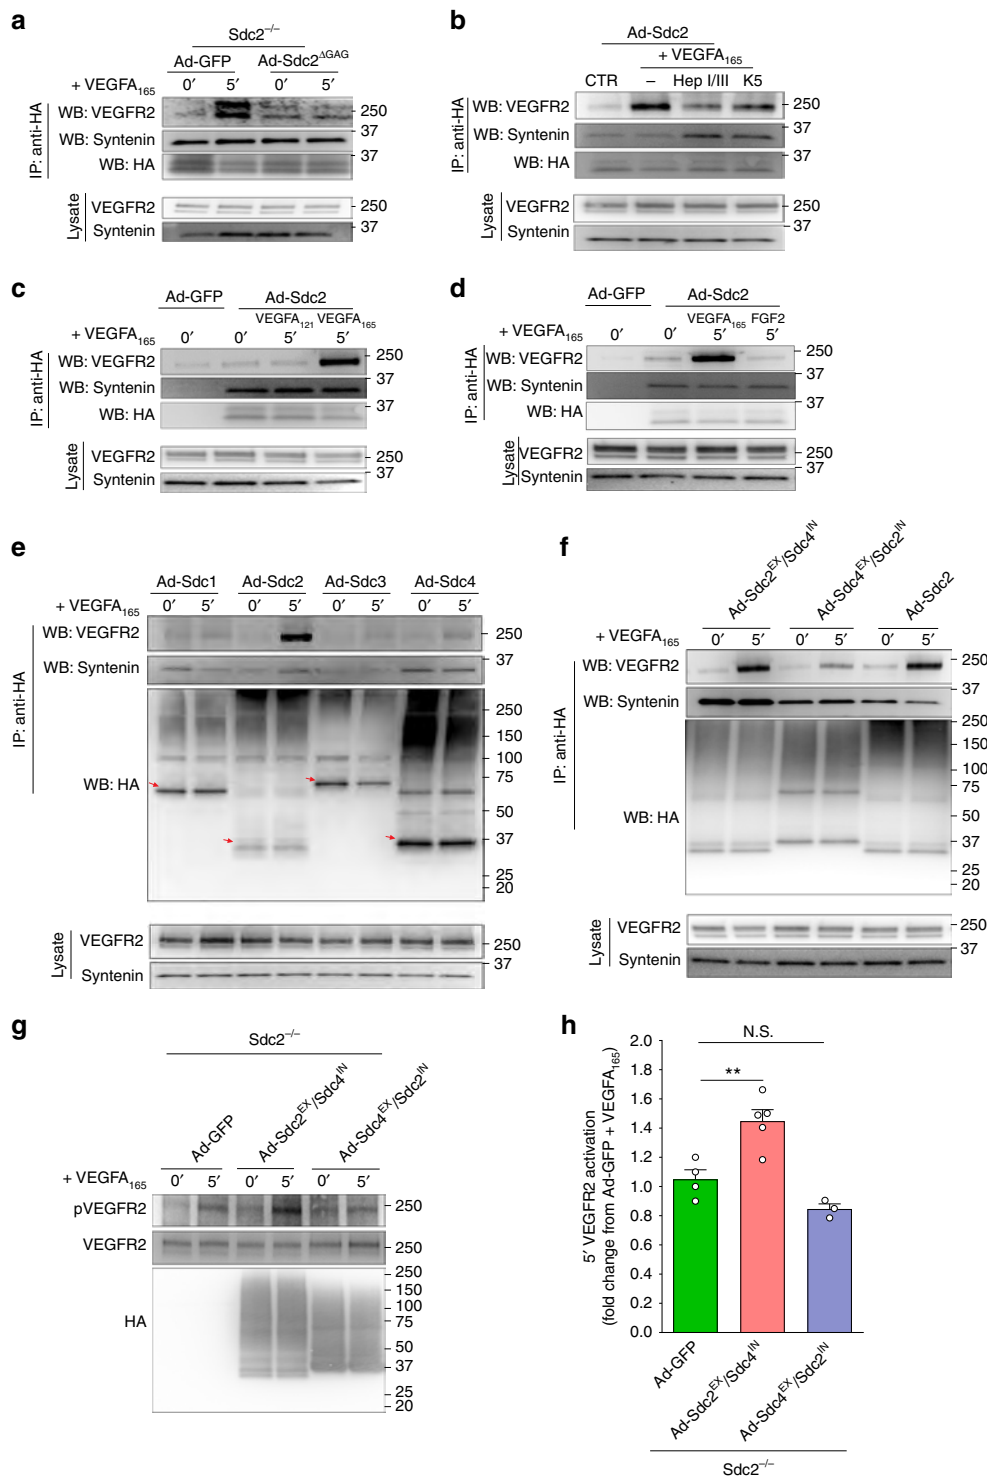 a
Sdc2–/–
Ad-GFP Ad-Sdc2ΔGAG
+ VEGFA165 0′ 5′ 0′ 5′
IP: anti-HA
WB: VEGFR2 250
37
WB: Syntenin
37
WB: HA
Lysate
VEGFR2 250
37
Syntenin
b
Ad-Sdc2
+ VEGFA165
CTR – Hep I/III K5
IP: anti-HA
WB: VEGFR2 250
37
WB: Syntenin
37
WB: HA
Lysate
VEGFR2 250
37
Syntenin
c
Ad-GFP Ad-Sdc2
VEGFA121 VEGFA165
+ VEGFA165 0′ 0′ 5′ 5′
IP: anti-HA
WB: VEGFR2 250
37
WB: Syntenin
37
WB: HA
Lysate
VEGFR2 250
37
Syntenin
d
Ad-GFP Ad-Sdc2
VEGFA165 FGF2
+ VEGFA165 0′ 0′ 5′ 5′
IP: anti-HA
WB: VEGFR2 250
37
WB: Syntenin
37
WB: HA
Lysate
VEGFR2 250
37
Syntenin
e
Ad-Sdc1 Ad-Sdc2 Ad-Sdc3 Ad-Sdc4
+ VEGFA165 0′ 5′ 0′ 5′ 0′ 5′ 0′ 5′
IP: anti-HA
WB: VEGFR2 250
37
WB: Syntenin
250
150
100
75
WB: HA
50
37
25
20
Lysate
VEGFR2 250
37
Syntenin
f
Ad-Sdc2EX/Sdc4IN
Ad-Sdc4EX/Sdc2IN
Ad-Sdc2
+ VEGFA165 0′ 5′ 0′ 5′ 0′ 5′
IP: anti-HA
WB: VEGFR2 250
37
WB: Syntenin
250
150
100
75
50
WB: HA
37
25
20
Lysate
VEGFR2 250
37
Syntenin
g
Sdc2–/–
Ad-GFP
Ad-Sdc2EX/Sdc4IN
Ad-Sdc4EX/Sdc2IN
+ VEGFA165 0′ 5′ 0′ 5′ 0′ 5′
pVEGFR2 250
VEGFR2 250
250
150
100
HA 75
50
37
25
20
h
5′ VEGFR2 activation
(fold change from Ad-GFP + VEGFA165)
N.S.
**
2.0
1.8
1.6
1.4
1.2
1.0
0.8
0.6
0.4
0.2
0.0
Ad-GFP
Ad-Sdc2EX/Sdc4IN
Ad-Sdc4EX/Sdc2IN
Sdc2–/–